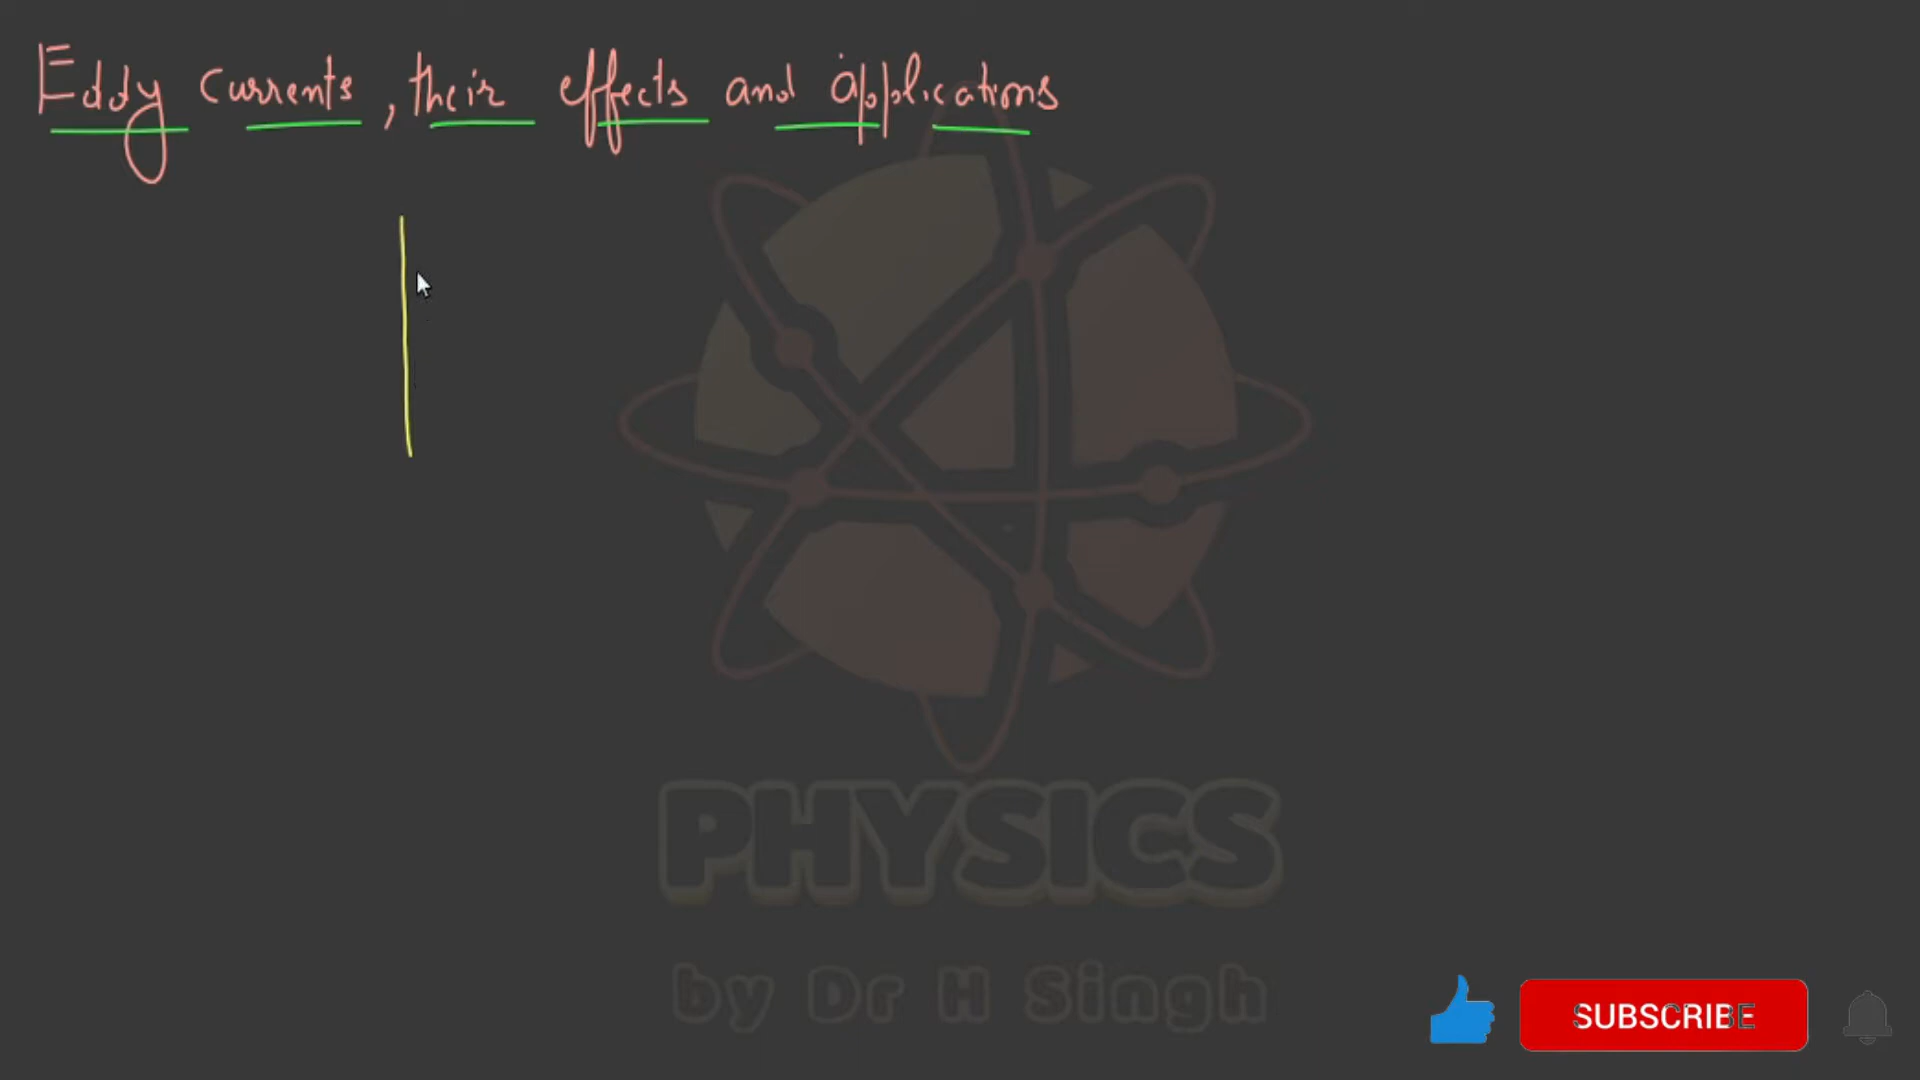 Eddy currents, their effects and applications
PHYSICS
by Dr H Singh
SUBSCRIBE